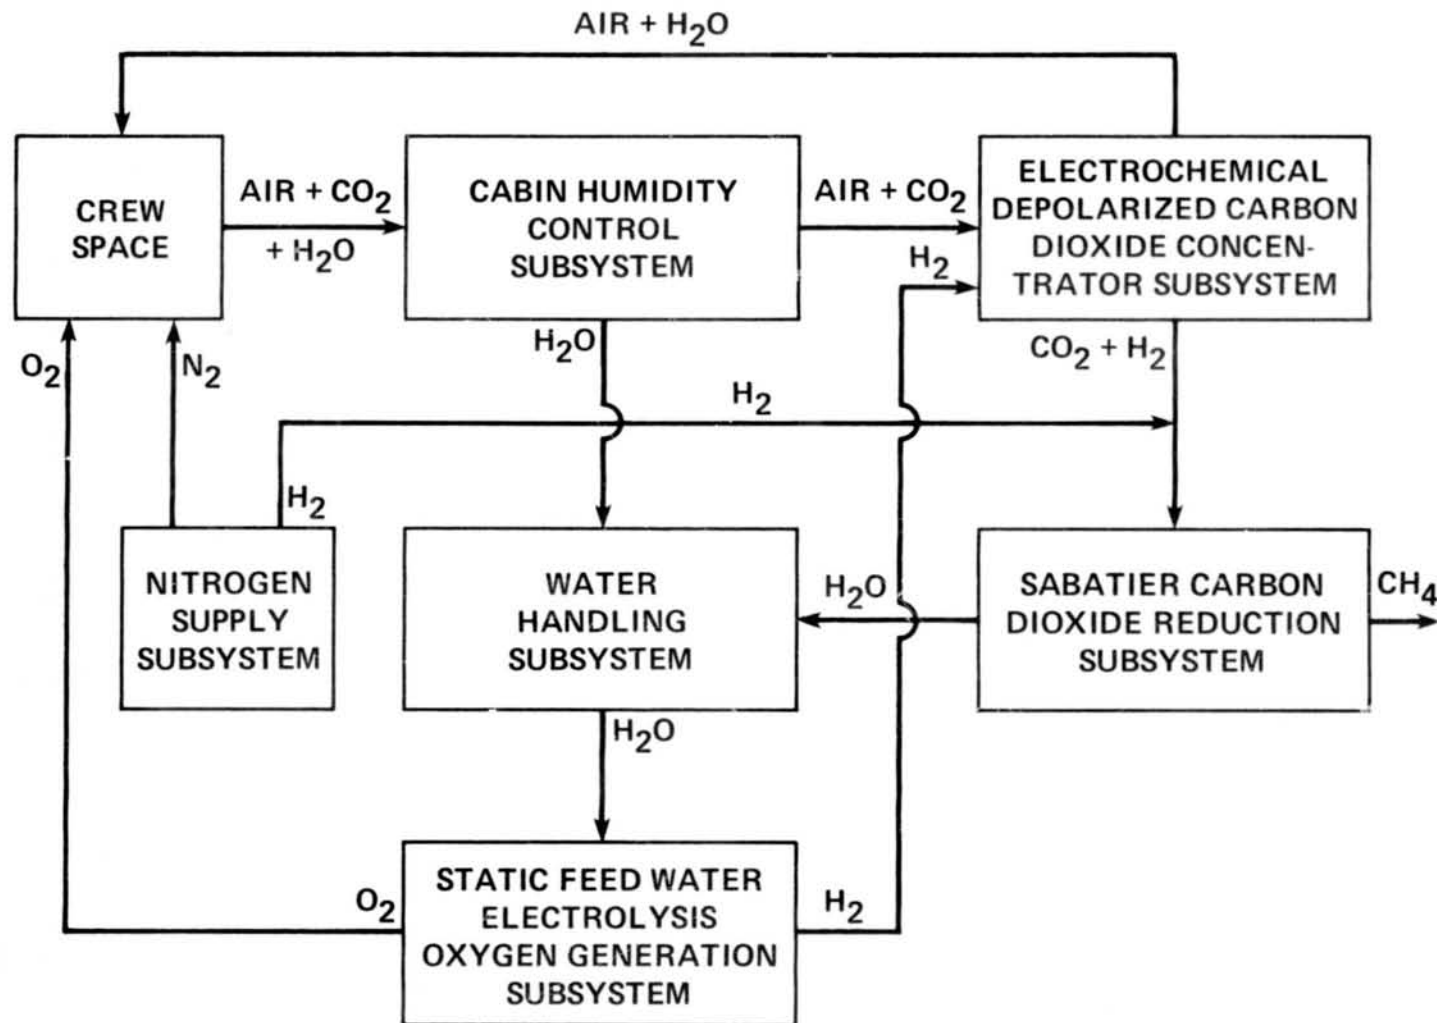 AIR + H₂O
CREW
SPACE
AIR + CO₂
+ H₂O
CABIN HUMIDITY
CONTROL
SUBSYSTEM
AIR + CO₂
H₂
ELECTROCHEMICAL
DEPOLARIZED CARBON
DIOXIDE CONCEN-
TRATOR SUBSYSTEM
O₂
N₂
H₂O
CO₂ + H₂
H₂
H₂
NITROGEN
SUPPLY
SUBSYSTEM
WATER
HANDLING
SUBSYSTEM
H₂O
SABATIER CARBON
DIOXIDE REDUCTION
SUBSYSTEM
CH₄
H₂O
O₂
STATIC FEED WATER
ELECTROLYSIS
OXYGEN GENERATION
SUBSYSTEM
H₂